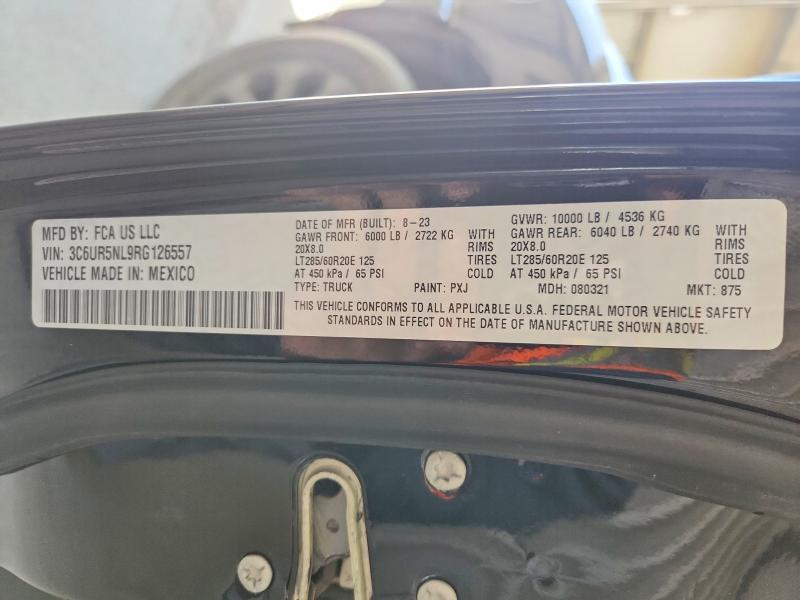 MFD BY: FCA US LLC
VIN: 3C6UR5NL9RG126557
VEHICLE MADE IN: MEXICO
DATE OF MFR (BUILT): 8-23
GAWR FRONT: 6000 LB / 2722 KG WITH
20X8.0 RIMS
LT285/60R20E 125 TIRES
AT 450 kPa / 65 PSI COLD
TYPE: TRUCK PAINT: PXJ
GVWR: 10000 LB / 4536 KG
GAWR REAR: 6040 LB / 2740 KG WITH
20X8.0 RIMS
LT285/60R20E 125 TIRES
AT 450 kPa / 65 PSI COLD
MDH: 080321 MKT: 875
THIS VEHICLE CONFORMS TO ALL APPLICABLE U.S.A. FEDERAL MOTOR VEHICLE SAFETY
STANDARDS IN EFFECT ON THE DATE OF MANUFACTURE SHOWN ABOVE.